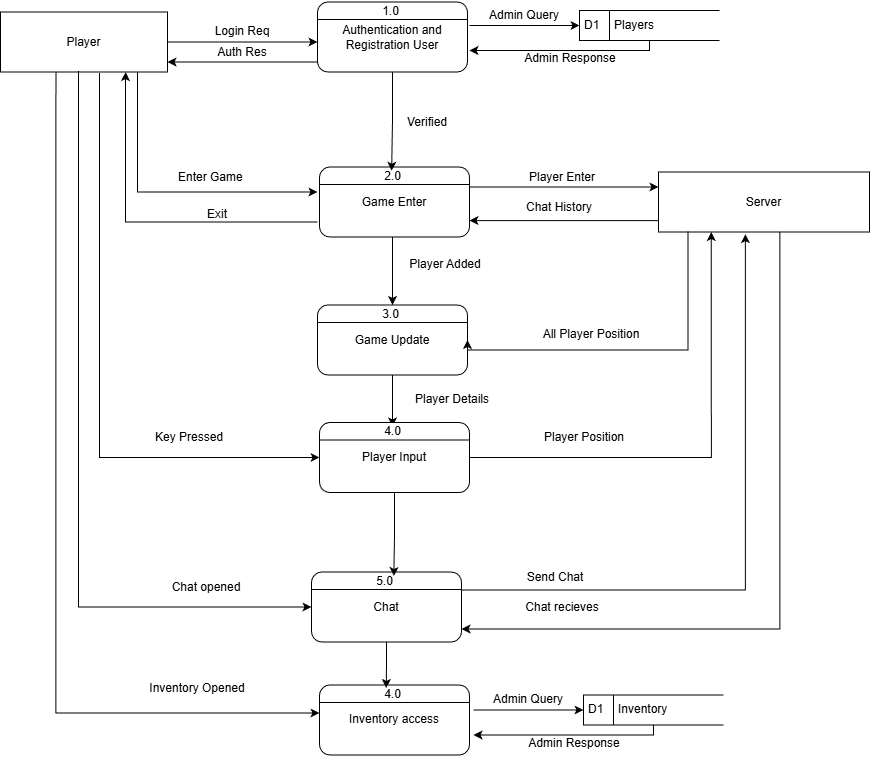 1.0
Player
Login Req
Auth Res
Authentication and
Registration User
Admin Query
D1
Players
Admin Response
Verified
Enter Game
2.0
Game Enter
Player Enter
Server
Exit
Chat History
Player Added
3.0
Game Update
All Player Position
Player Details
4.0
Key Pressed
Player Input
Player Position
5.0
Chat opened
Chat
Send Chat
Chat recieves
Inventory Opened
4.0
Inventory access
Admin Query
D1
Inventory
Admin Response